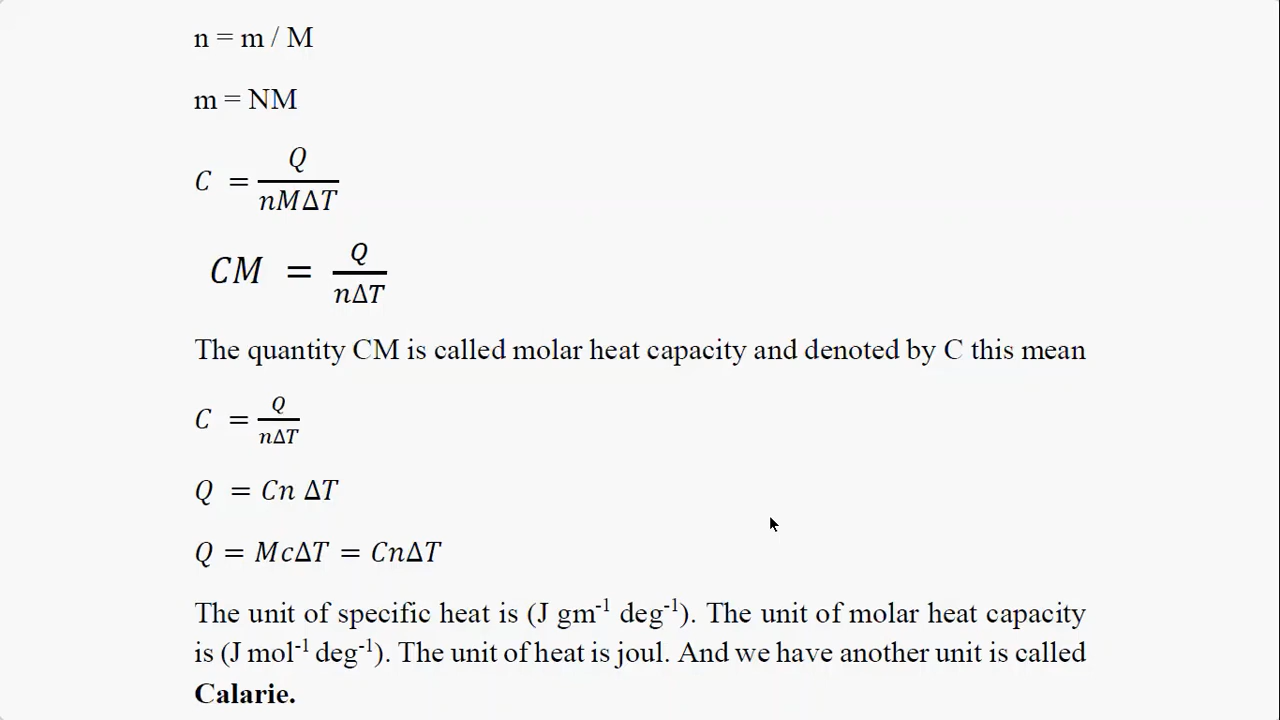 n = m / M
m = NM
C = Q / nMΔT
CM = Q / nΔT
The quantity CM is called molar heat capacity and denoted by C this mean
C = Q / nΔT
Q = Cn ΔT
Q = McΔT = CnΔT
The unit of specific heat is (J gm⁻¹ deg⁻¹). The unit of molar heat capacity
is (J mol⁻¹ deg⁻¹). The unit of heat is joul. And we have another unit is called
Calarie.